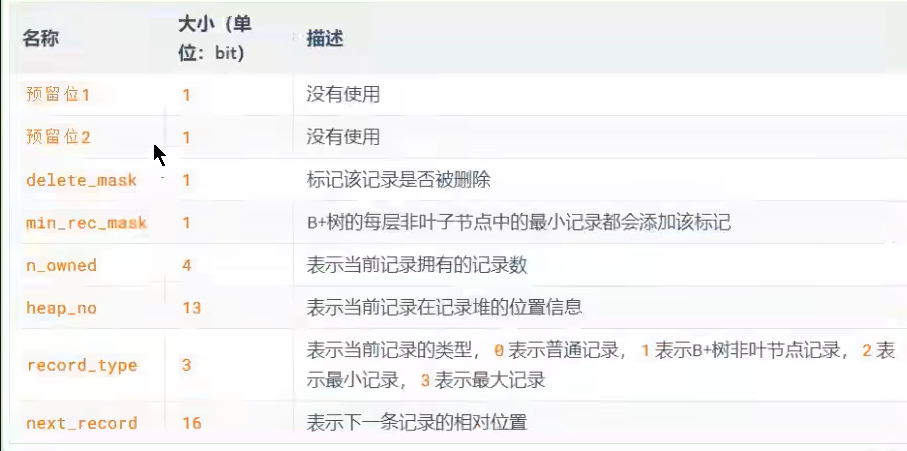 名称 大小（单位：bit） 描述
预留位1 1 没有使用
预留位2 1 没有使用
delete_mask 1 标记该记录是否被删除
min_rec_mask 1 B+树的每层非叶子节点中的最小记录都会添加该标记
n_owned 4 表示当前记录拥有的记录数
heap_no 13 表示当前记录在记录堆的位置信息
record_type 3 表示当前记录的类型，0 表示普通记录，1 表示B+树非叶节点记录，2 表
示最小记录，3 表示最大记录
next_record 16 表示下一条记录的相对位置